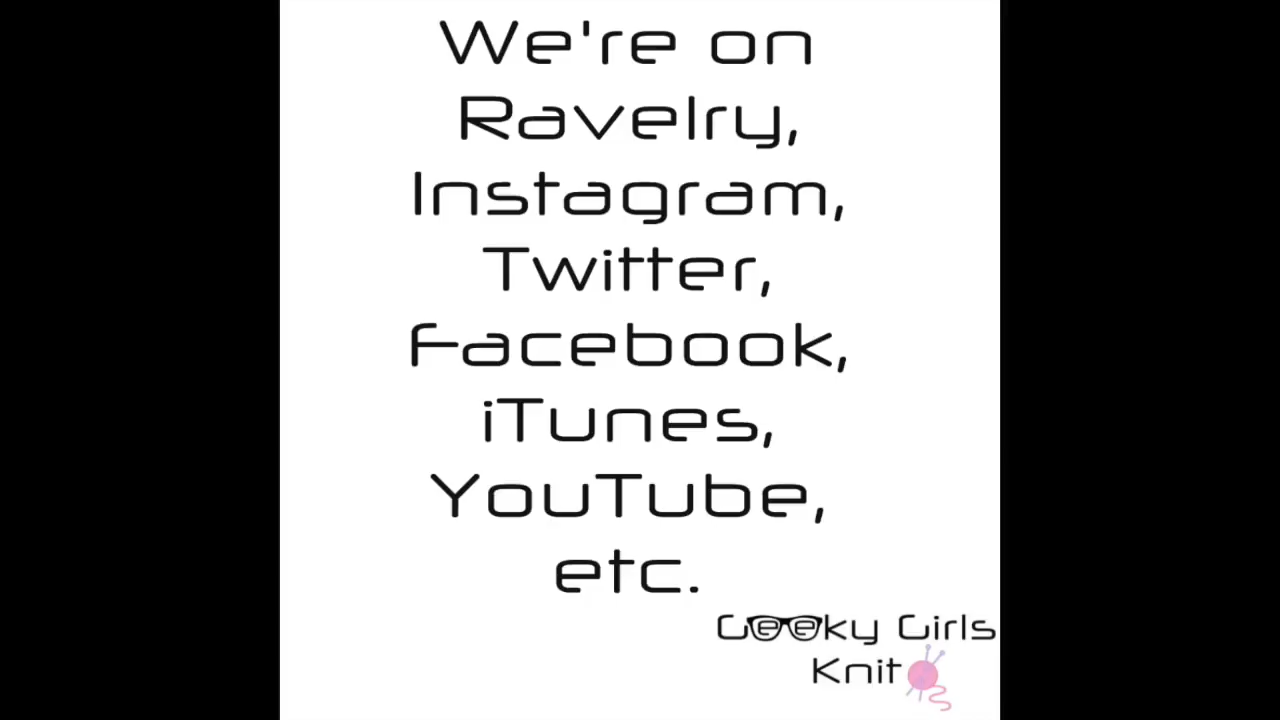 We're on
Ravelry,
Instagram,
Twitter,
Facebook,
iTunes,
YouTube,
etc.
Geeky Girls
Knit